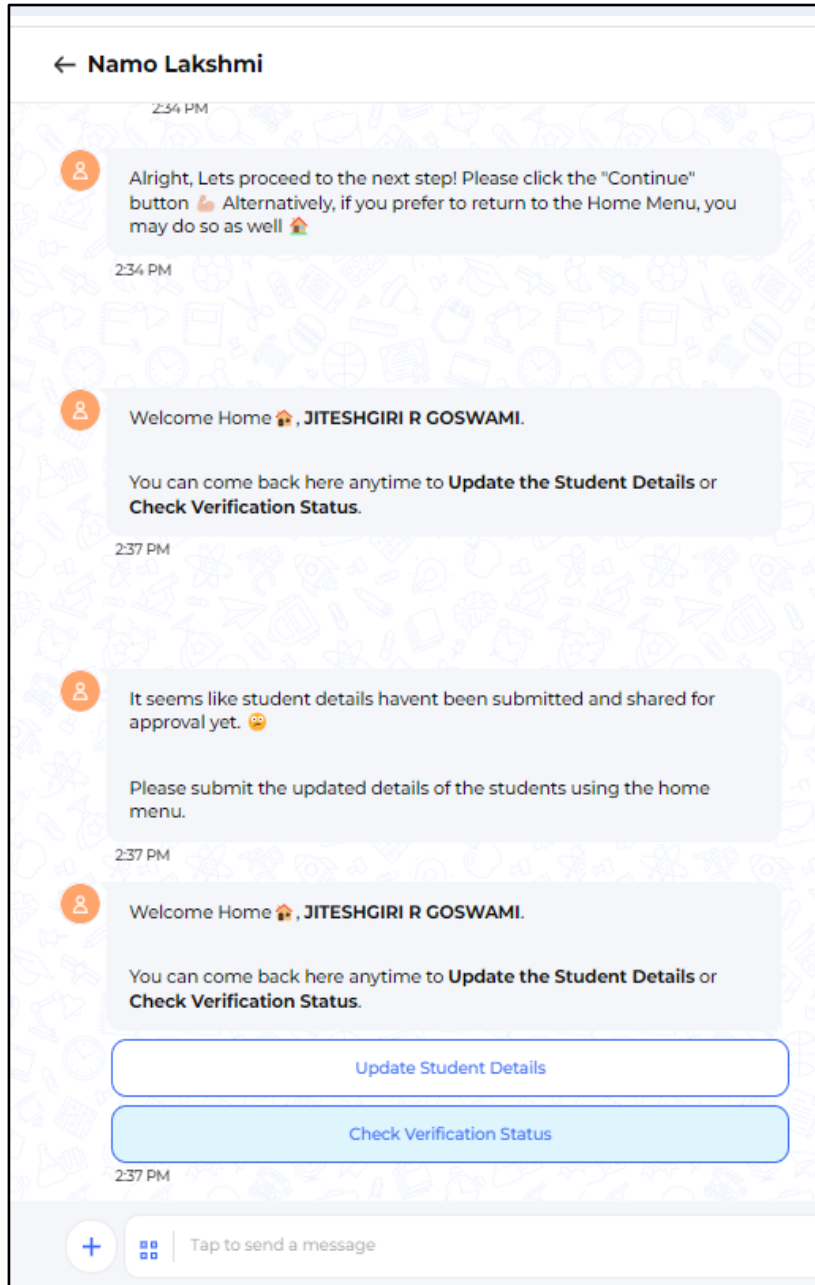 ← Namo Lakshmi
2:34 PM
Alright, Lets proceed to the next step! Please click the "Continue"
button 💪🏼 Alternatively, if you prefer to return to the Home Menu, you
may do so as well 🏠
2:34 PM
Welcome Home 🏠, JITESHGIRI R GOSWAMI.
You can come back here anytime to Update the Student Details or
Check Verification Status.
2:37 PM
It seems like student details havent been submitted and shared for
approval yet. 🙁
Please submit the updated details of the students using the home
menu.
2:37 PM
Welcome Home 🏠, JITESHGIRI R GOSWAMI.
You can come back here anytime to Update the Student Details or
Check Verification Status.
Update Student Details
Check Verification Status
2:37 PM
Tap to send a message